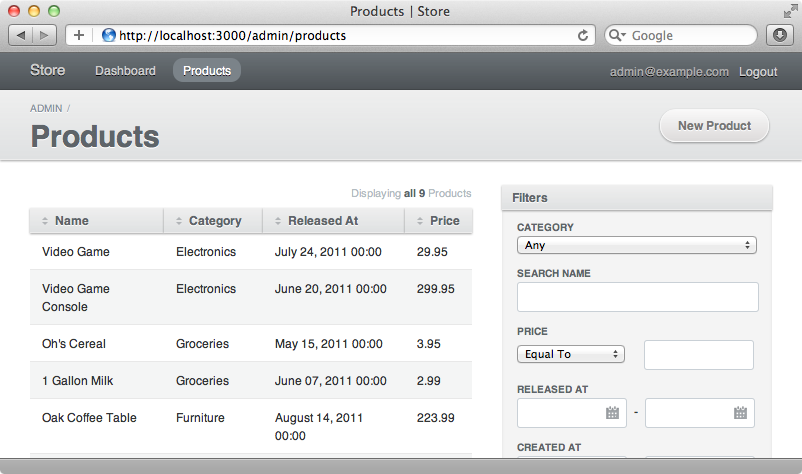 Products | Store
http://localhost:3000/admin/products
Google
Store Dashboard Products admin@example.com Logout
ADMIN /
Products
New Product
Displaying all 9 Products
Name Category Released At Price
Video Game Electronics July 24, 2011 00:00 29.95
Video Game Electronics June 20, 2011 00:00 299.95
Console
Oh's Cereal Groceries May 15, 2011 00:00 3.95
1 Gallon Milk Groceries June 07, 2011 00:00 2.99
Oak Coffee Table Furniture August 14, 2011 223.99
00:00
Filters
CATEGORY
Any
SEARCH NAME
PRICE
Equal To
RELEASED AT
-
CREATED AT